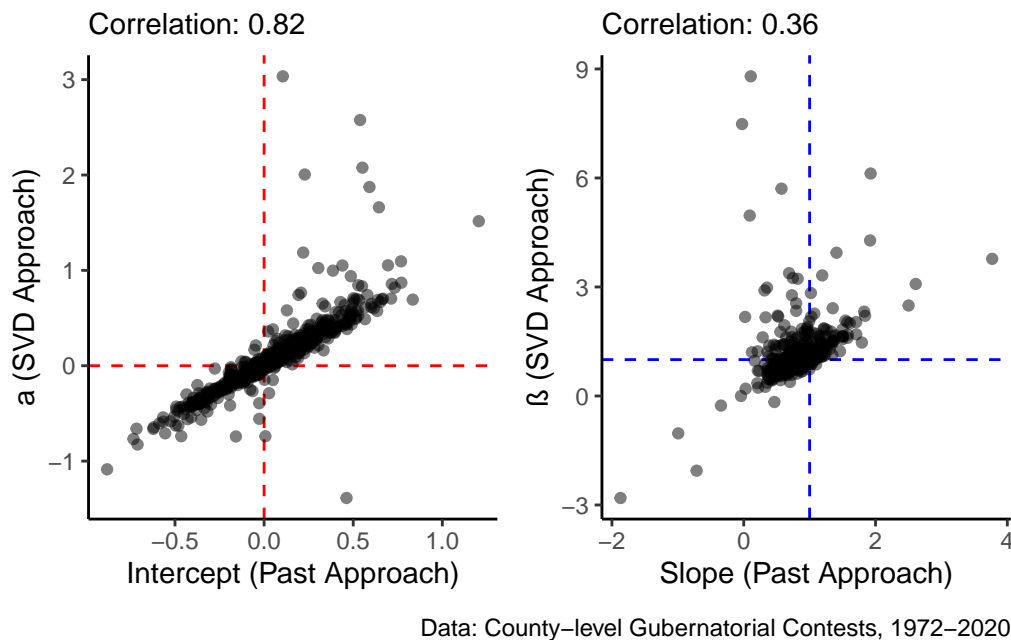 Correlation: 0.82
3
2
1
0
−1
a (SVD Approach)
−0.5 0.0 0.5 1.0
Intercept (Past Approach)
Correlation: 0.36
9
6
3
0
−3
ß (SVD Approach)
−2 0 2 4
Slope (Past Approach)
Data: County−level Gubernatorial Contests, 1972−2020